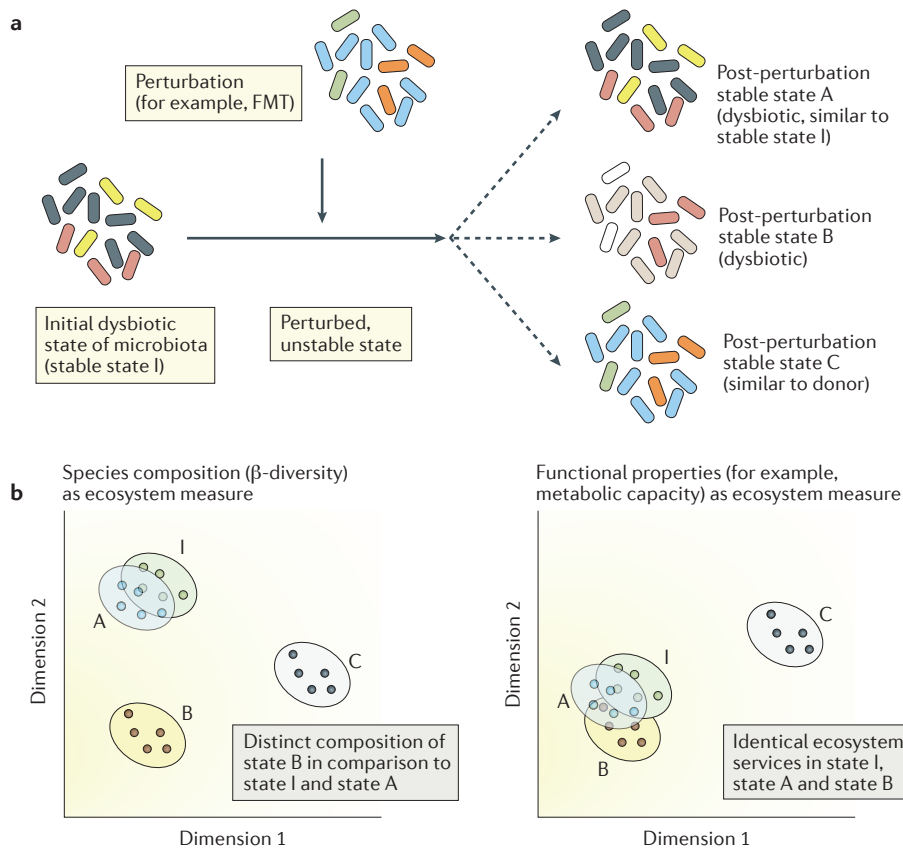 a
Perturbation
(for example, FMT)
Post-perturbation
stable state A
(dysbiotic, similar to
stable state I)
Post-perturbation
stable state B
(dysbiotic)
Initial dysbiotic
state of microbiota
(stable state I)
Perturbed,
unstable state
Post-perturbation
stable state C
(similar to donor)
b
Species composition (β-diversity)
as ecosystem measure
Dimension 2
I
A
C
B
Distinct composition of
state B in comparison to
state I and state A
Dimension 1
Functional properties (for example,
metabolic capacity) as ecosystem measure
Dimension 2
C
I
A
B
Identical ecosystem
services in state I,
state A and state B
Dimension 1